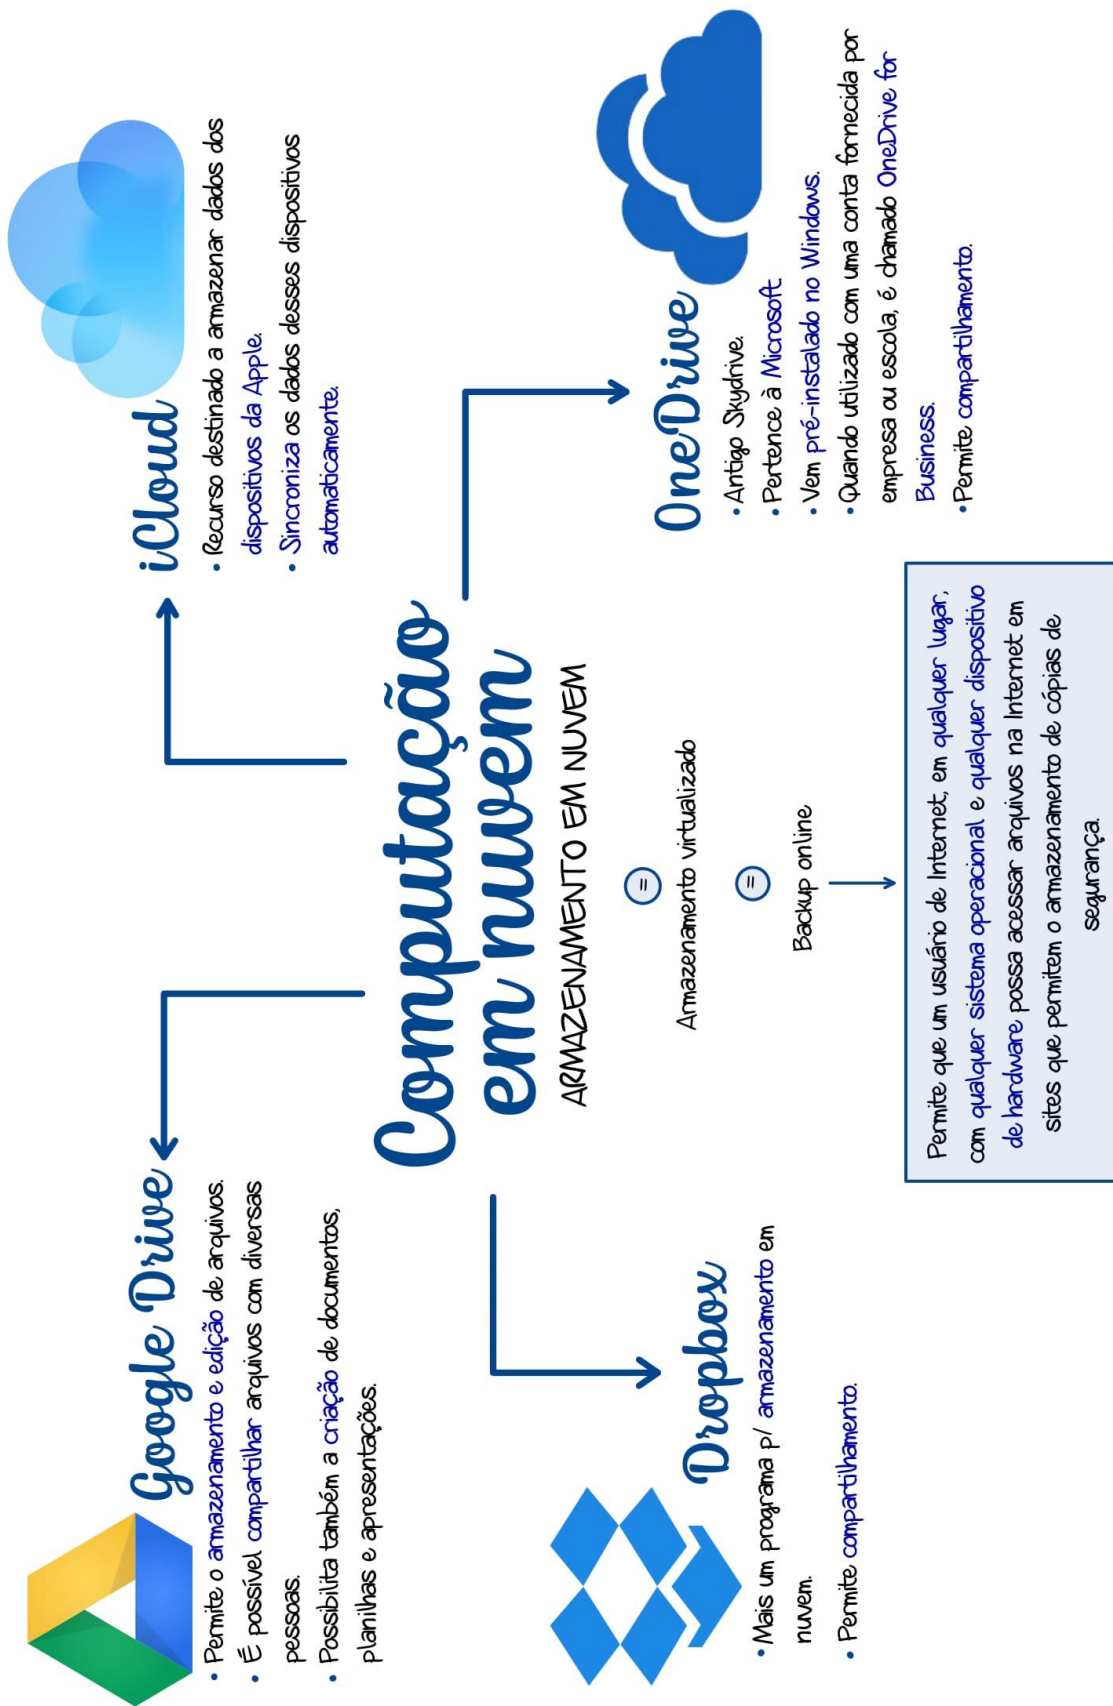 Google Drive
• Permite o armazenamento e edição de arquivos.
• É possível compartilhar arquivos com diversas
pessoas.
• Possibilita também a criação de documentos,
planilhas e apresentações.
iCloud
• Recurso destinado a armazenar dados dos
dispositivos da Apple.
• Sincroniza os dados desses dispositivos
automaticamente.
Computação
em nuvem
ARMAZENAMENTO EM NUVEM
=
Armazenamento virtualizado
=
Backup online
Permite que um usuário de Internet, em qualquer lugar,
com qualquer sistema operacional e qualquer dispositivo
de hardware possa acessar arquivos na Internet em
sites que permitem o armazenamento de cópias de
segurança.
Dropbox
• Mais um programa p/ armazenamento em
nuvem.
• Permite compartilhamento.
OneDrive
• Antigo Skydrive.
• Pertence à Microsoft
• Vem pré-instalado no Windows.
• Quando utilizado com uma conta fornecida por
empresa ou escola, é chamado OneDrive for
Business.
• Permite compartilhamento.